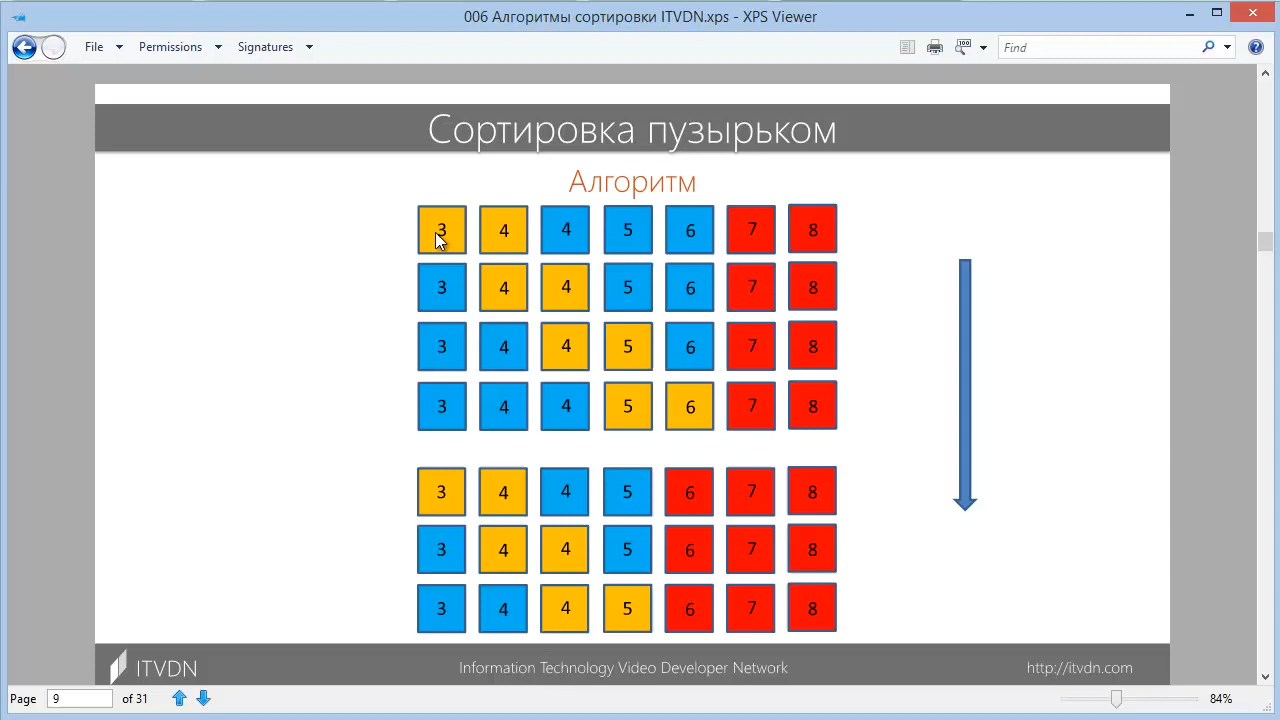 006 Алгоритмы сортировки ITVDN.xps - XPS Viewer
File Permissions Signatures
Find
Сортировка пузырьком
Алгоритм
3 4 4 5 6 7 8
3 4 4 5 6 7 8
3 4 4 5 6 7 8
3 4 4 5 6 7 8
3 4 4 5 6 7 8
3 4 4 5 6 7 8
3 4 4 5 6 7 8
ITVDN Information Technology Video Developer Network http://itvdn.com
Page 9 of 31 84%